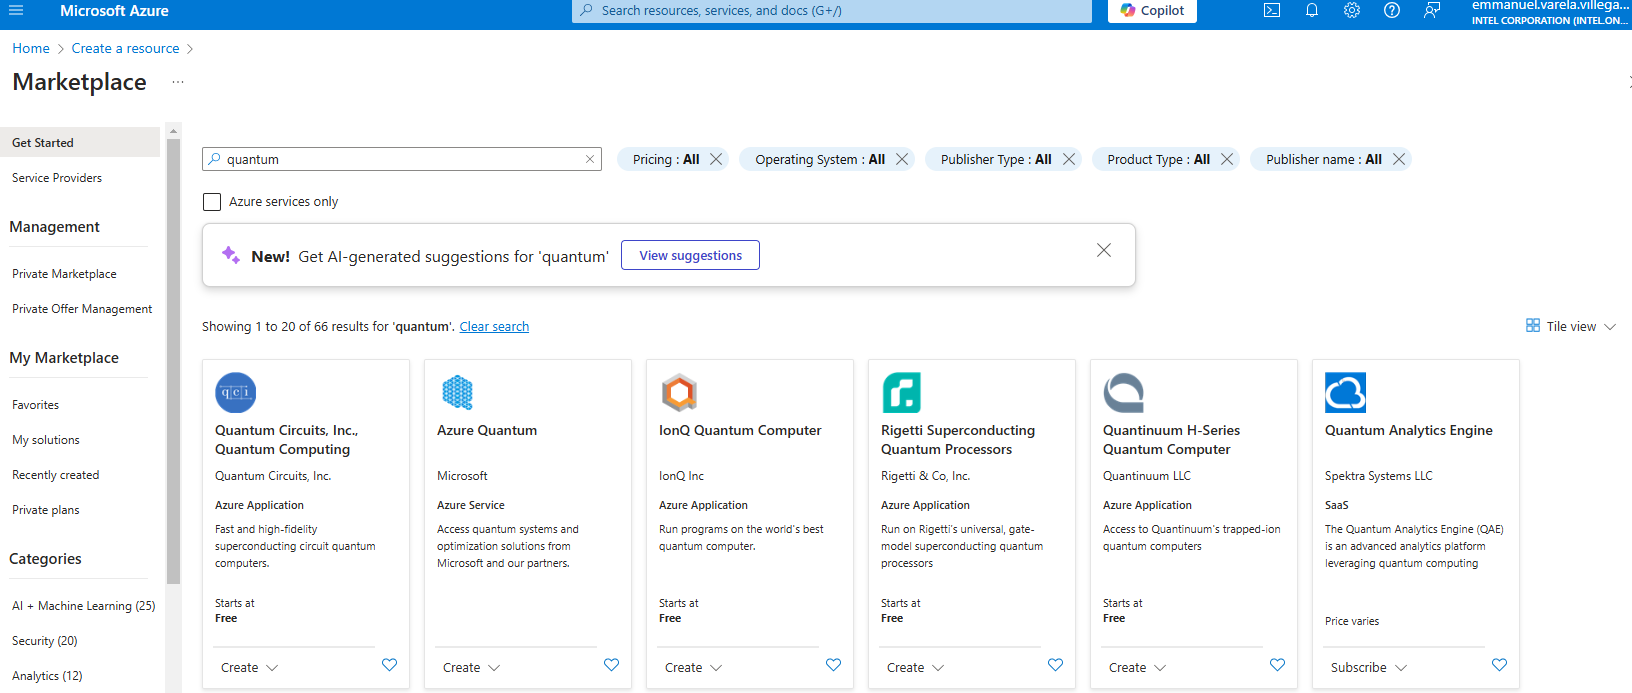 Microsoft Azure
Search resources, services, and docs (G+/)
Copilot
emmanuel.varela.villega...
INTEL CORPORATION (INTEL.ON...
Home > Create a resource >
Marketplace ...
Get Started
Service Providers
Management
Private Marketplace
Private Offer Management
My Marketplace
Favorites
My solutions
Recently created
Private plans
Categories
AI + Machine Learning (25)
Security (20)
Analytics (12)
quantum
Pricing : All
Operating System : All
Publisher Type : All
Product Type : All
Publisher name : All
Azure services only
New! Get AI-generated suggestions for 'quantum'
View suggestions
Showing 1 to 20 of 66 results for 'quantum'. Clear search
Tile view
qci
Quantum Circuits, Inc.,
Quantum Computing
Quantum Circuits, Inc.
Azure Application
Fast and high-fidelity
superconducting circuit quantum
computers.
Starts at
Free
Create
Azure Quantum
Microsoft
Azure Service
Access quantum systems and
optimization solutions from
Microsoft and our partners.
Create
IonQ Quantum Computer
IonQ Inc
Azure Application
Run programs on the world's best
quantum computer.
Starts at
Free
Create
Rigetti Superconducting
Quantum Processors
Rigetti & Co, Inc.
Azure Application
Run on Rigetti's universal, gate-
model superconducting quantum
processors
Starts at
Free
Create
Quantinuum H-Series
Quantum Computer
Quantinuum LLC
Azure Application
Access to Quantinuum's trapped-ion
quantum computers
Starts at
Free
Create
Quantum Analytics Engine
Spektra Systems LLC
SaaS
The Quantum Analytics Engine (QAE)
is an advanced analytics platform
leveraging quantum computing
Price varies
Subscribe